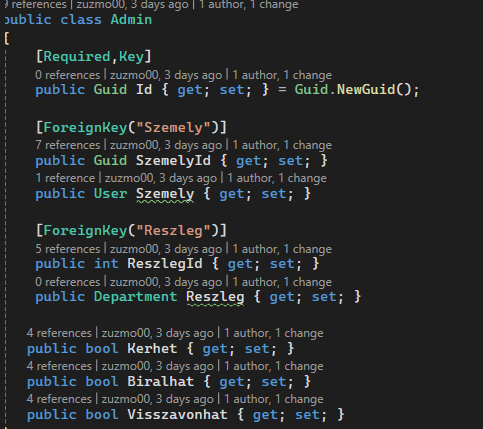 9 references | zuzmo00, 3 days ago | 1 author, 1 change
public class Admin
{
[Required,Key]
0 references | zuzmo00, 3 days ago | 1 author, 1 change
public Guid Id { get; set; } = Guid.NewGuid();
[ForeignKey("Szemely")]
7 references | zuzmo00, 3 days ago | 1 author, 1 change
public Guid SzemelyId { get; set; }
1 reference | zuzmo00, 3 days ago | 1 author, 1 change
public User Szemely { get; set; }
[ForeignKey("Reszleg")]
5 references | zuzmo00, 3 days ago | 1 author, 1 change
public int ReszlegId { get; set; }
0 references | zuzmo00, 3 days ago | 1 author, 1 change
public Department Reszleg { get; set; }
4 references | zuzmo00, 3 days ago | 1 author, 1 change
public bool Kerhet { get; set; }
4 references | zuzmo00, 3 days ago | 1 author, 1 change
public bool Biralhat { get; set; }
4 references | zuzmo00, 3 days ago | 1 author, 1 change
public bool Visszavonhat { get; set; }